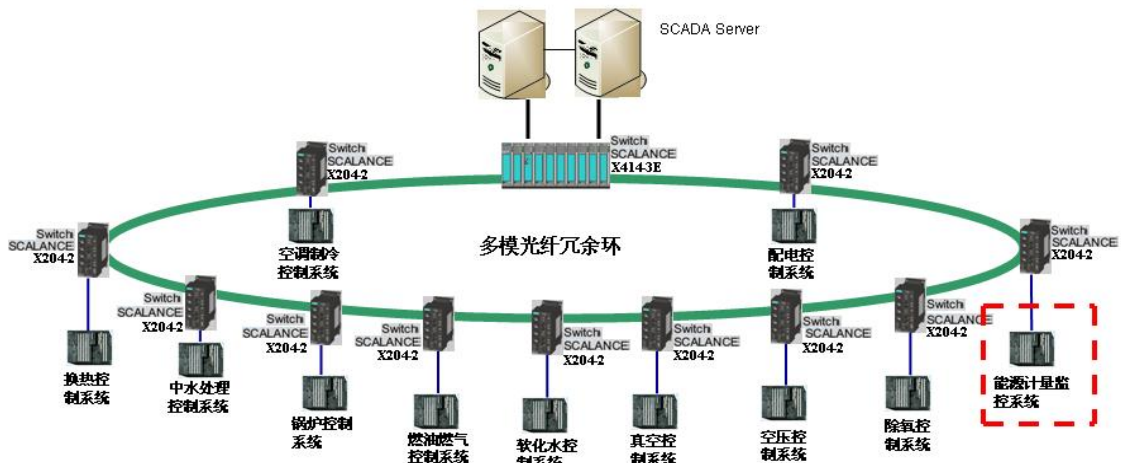 SCADA Server
Switch
SCALANCE
X414-3E
Switch
SCALANCE
X204-2
空调制冷
控制系统
Switch
SCALANCE
X204-2
配电控
制系统
多模光纤冗余环
Switch
SCALANCE
X204-2
换热控
制系统
Switch
SCALANCE
X204-2
中水处理
控制系统
Switch
SCALANCE
X204-2
锅炉控制
系统
Switch
SCALANCE
X204-2
燃油燃气
控制系统
Switch
SCALANCE
X204-2
软化水控
制系统
Switch
SCALANCE
X204-2
真空控
制系统
Switch
SCALANCE
X204-2
空压控
制系统
Switch
SCALANCE
X204-2
除氧控
制系统
Switch
SCALANCE
X204-2
能源计量监
控系统